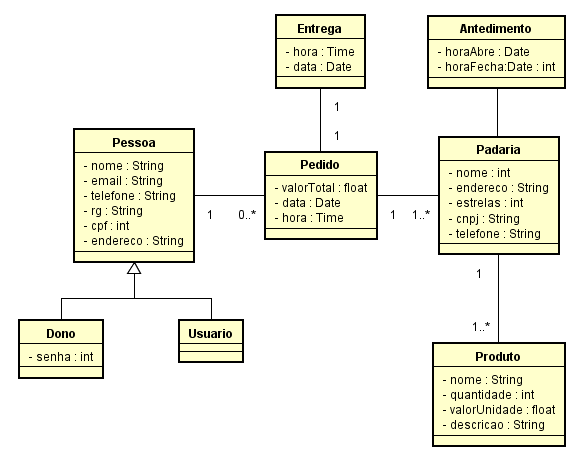 Entrega
- hora : Time
- data : Date
Antedimento
- horaAbre : Date
- horaFecha:Date : int
1
1
Pessoa
- nome : String
- email : String
- telefone : String
- rg : String
- cpf : int
- endereco : String
Pedido
- valorTotal : float
- data : Date
- hora : Time
Padaria
- nome : int
- endereco : String
- estrelas : int
- cnpj : String
- telefone : String
1
0..*
1
1..*
1
1..*
Dono
- senha : int
Usuario
Produto
- nome : String
- quantidade : int
- valorUnidade : float
- descricao : String